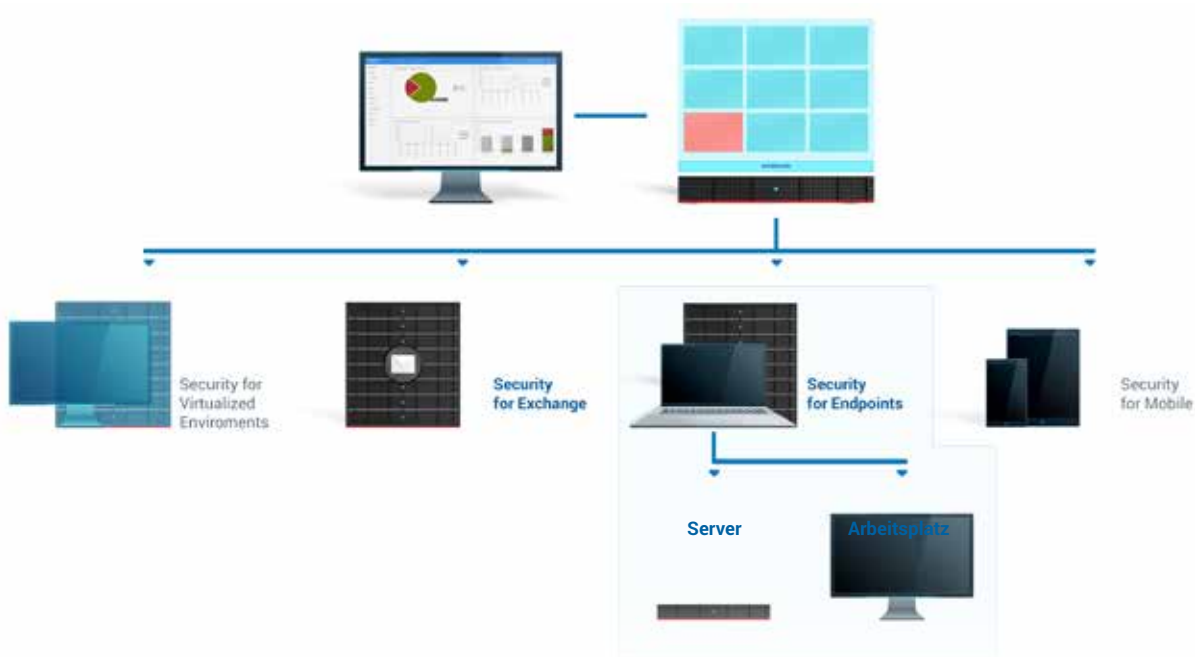 Security for
Virtualized
Enviroments
Security
for Exchange
Security
for Endpoints
Security
for Mobile
Server
Arbeitsplatz